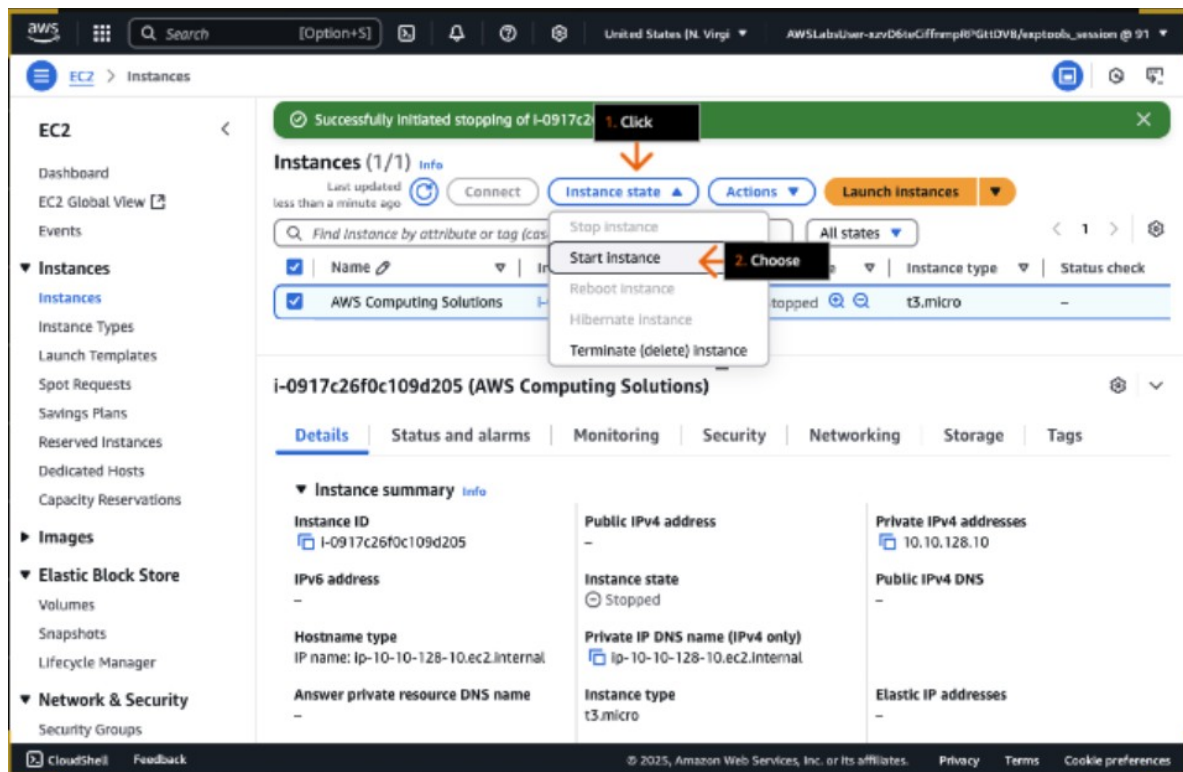 aws
Search [Option+S]
United States (N. Virgi
EC2 > Instances
EC2
Dashboard
EC2 Global View
Events
Instances
Instances
Instance Types
Launch Templates
Spot Requests
Savings Plans
Reserved Instances
Dedicated Hosts
Capacity Reservations
Images
Elastic Block Store
Volumes
Snapshots
Lifecycle Manager
Network & Security
Security Groups
Successfully initiated stopping of i-0917c2
1. Click
Instances (1/1) Info
Last updated
less than a minute ago
Connect
Instance state
Actions
Launch instances
Find Instance by attribute or tag (cas
All states
1
Stop instance
Start instance
2. Choose
Reboot instance
Hibernate instance
Terminate (delete) instance
Name
Instance type
Status check
AWS Computing Solutions
topped
t3.micro
–
i-0917c26f0c109d205 (AWS Computing Solutions)
Details
Status and alarms
Monitoring
Security
Networking
Storage
Tags
Instance summary Info
Instance ID
i-0917c26f0c109d205
Public IPv4 address
–
Private IPv4 addresses
10.10.128.10
IPv6 address
–
Instance state
Stopped
Public IPv4 DNS
–
Hostname type
IP name: ip-10-10-128-10.ec2.internal
Private IP DNS name (IPv4 only)
ip-10-10-128-10.ec2.internal
Answer private resource DNS name
–
Instance type
t3.micro
Elastic IP addresses
–
CloudShell Feedback
© 2025, Amazon Web Services, Inc. or its affiliates. Privacy Terms Cookie preferences